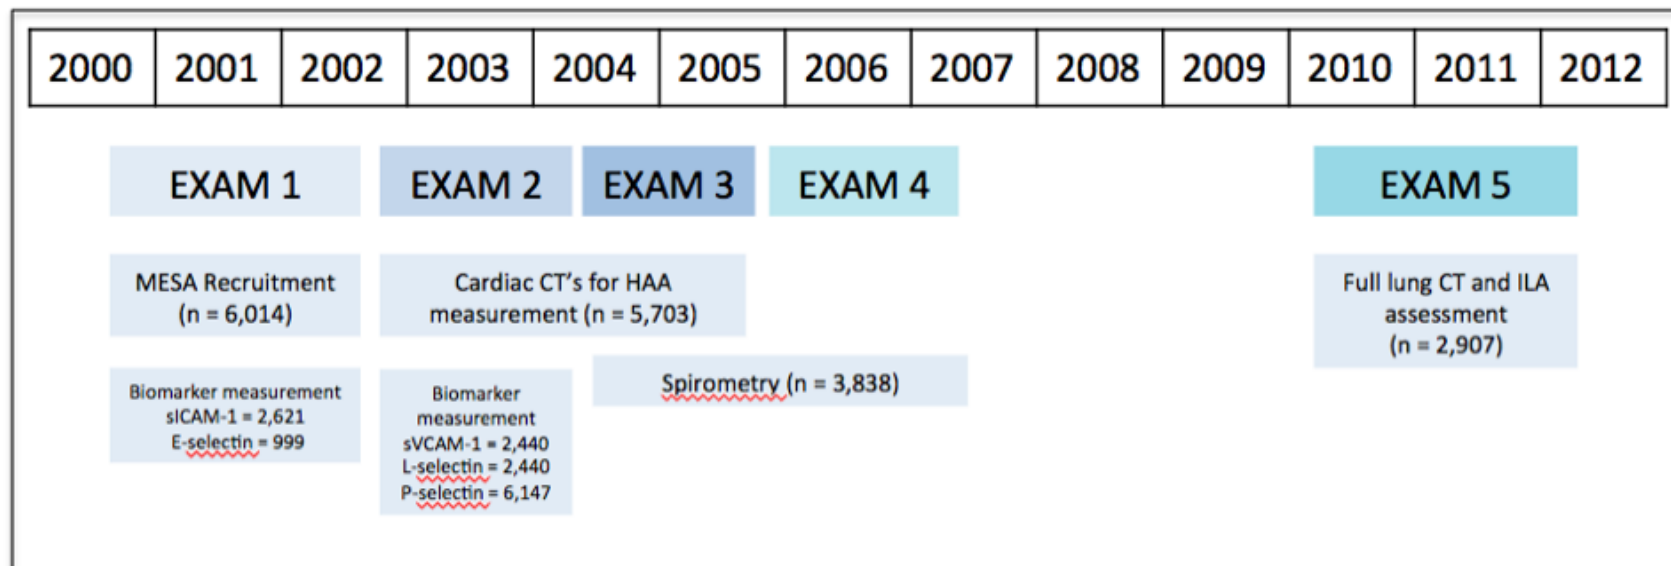 2000 2001 2002 2003 2004 2005 2006 2007 2008 2009 2010 2011 2012
EXAM 1 EXAM 2 EXAM 3 EXAM 4 EXAM 5
MESA Recruitment
(n = 6,014)
Cardiac CT's for HAA
measurement (n = 5,703)
Full lung CT and ILA
assessment
(n = 2,907)
Biomarker measurement
sICAM-1 = 2,621
E-selectin = 999
Biomarker
measurement
sVCAM-1 = 2,440
L-selectin = 2,440
P-selectin = 6,147
Spirometry (n = 3,838)